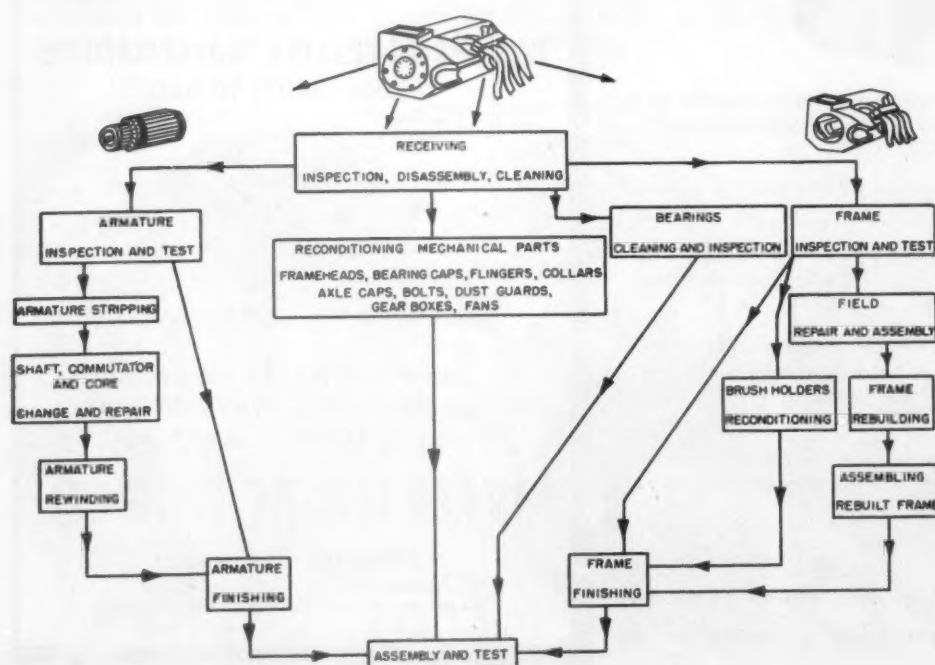 RECEIVING
INSPECTION, DISASSEMBLY, CLEANING
ARMATURE
INSPECTION AND TEST
RECONDITIONING MECHANICAL PARTS
FRAMEHEADS, BEARING CAPS, FLINGERS, COLLARS
AXLE CAPS, BOLTS, DUST GUARDS,
GEAR BOXES, FANS
BEARINGS
CLEANING AND INSPECTION
FRAME
INSPECTION AND TEST
ARMATURE STRIPPING
FIELD
REPAIR AND ASSEMBLY
SHAFT, COMMUTATOR
AND CORE
CHANGE AND REPAIR
BRUSH HOLDERS
RECONDITIONING
FRAME
REBUILDING
ARMATURE
REWINDING
ASSEMBLING
REBUILT FRAME
ARMATURE
FINISHING
FRAME
FINISHING
ASSEMBLY AND TEST